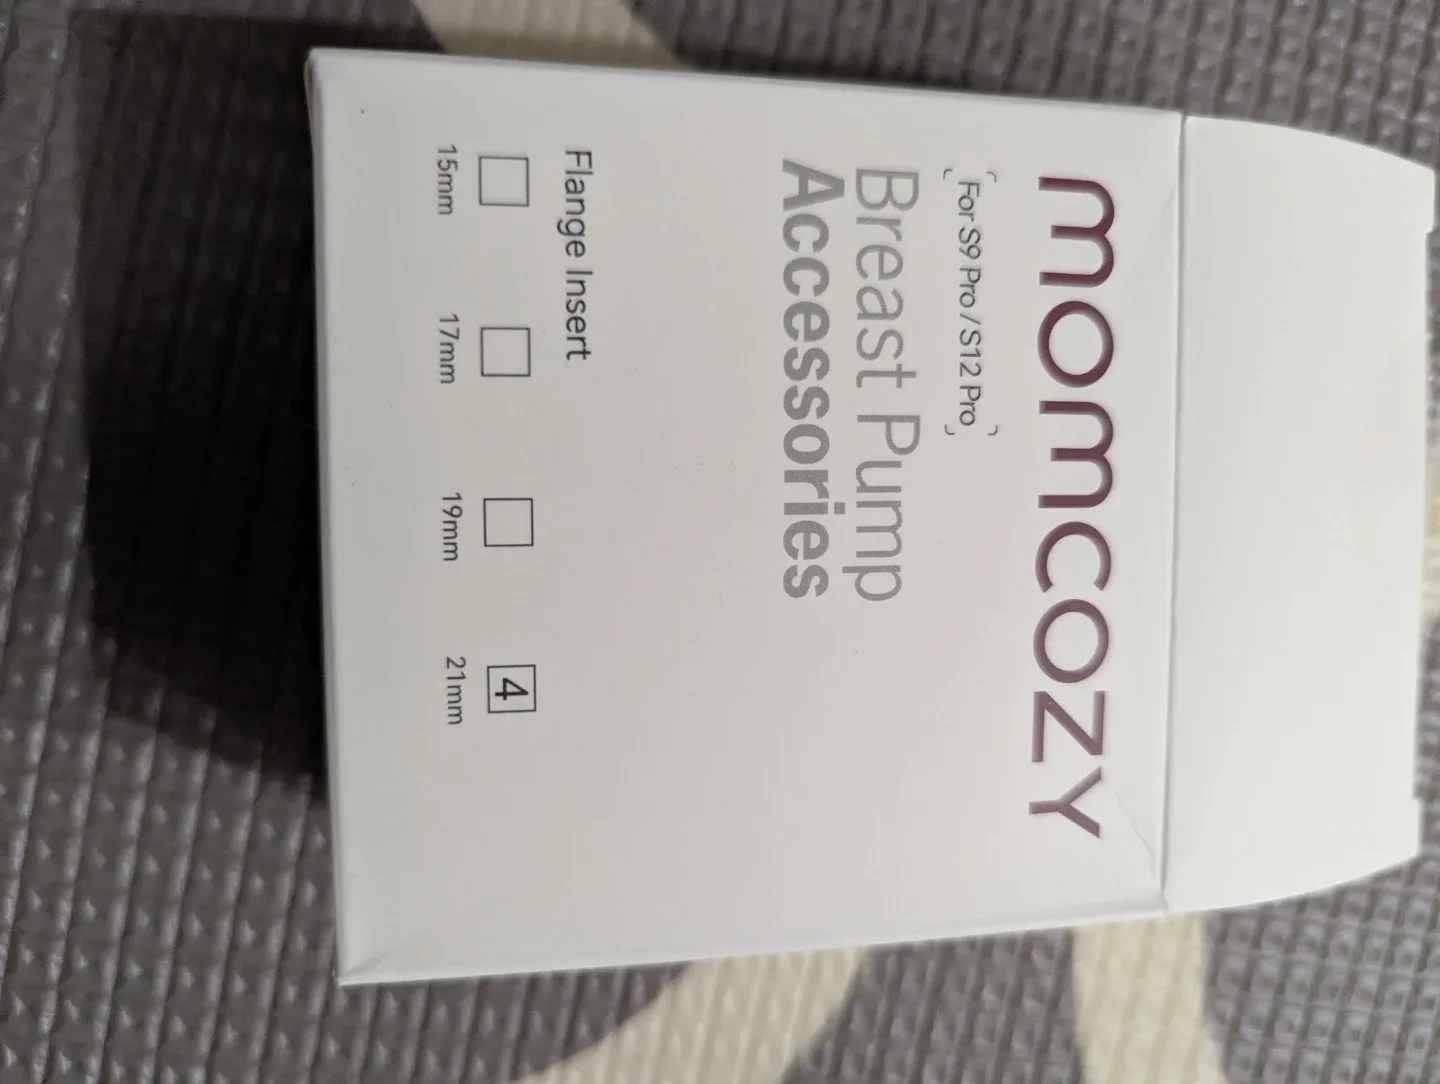 momcozy
For S9 Pro / S12 Pro
Breast Pump
Accessories
Flange Insert
4
15mm 17mm 19mm 21mm